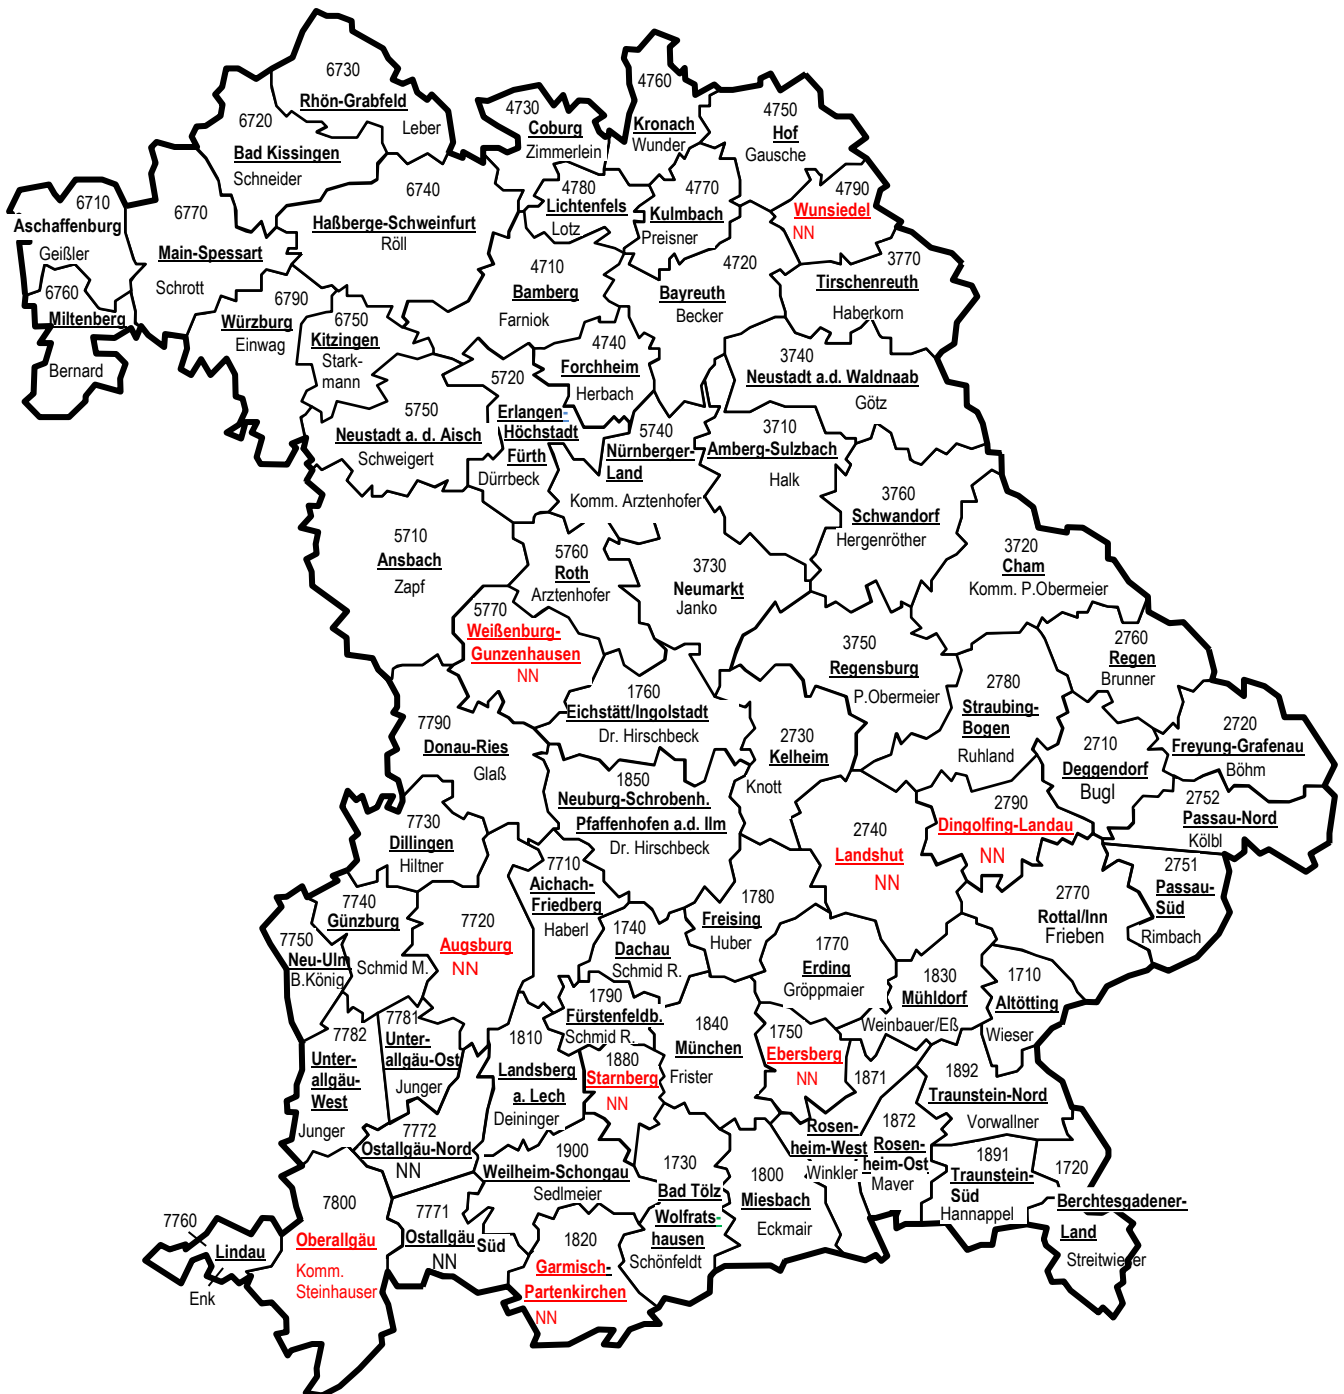 6730
Rhön-Grabfeld
Leber
6720
Bad Kissingen
Schneider
4730
Coburg
Zimmerlein
4760
Kronach
Wunder
4750
Hof
Gausche
6710
Aschaffenburg
Geißler
6770
Main-Spessart
Schrott
6740
Haßberge-Schweinfurt
Röll
4780
Lichtenfels
Lotz
4770
Kulmbach
Preisner
4790
Wunsiedel
NN
6760
Miltenberg
Bernard
6790
Würzburg
Einwag
6750
Kitzingen
Stark-
mann
4710
Bamberg
Farniok
4720
Bayreuth
Becker
3770
Tirschenreuth
Haberkorn
4740
Forchheim
Herbach
3740
Neustadt a.d. Waldnaab
Götz
5750
Neustadt a. d. Aisch
Schweigert
5720
Erlangen-
Höchstadt
Fürth
Dürrbeck
5740
Nürnberger-
Land
Komm. Arztenhofer
3710
Amberg-Sulzbach
Halk
3760
Schwandorf
Hergenröther
5710
Ansbach
Zapf
5760
Roth
Arztenhofer
3730
Neumarkt
Janko
3720
Cham
Komm. P.Obermeier
5770
Weißenburg-
Gunzenhausen
NN
3750
Regensburg
P.Obermeier
2760
Regen
Brunner
1760
Eichstätt/Ingolstadt
Dr. Hirschbeck
2780
Straubing-
Bogen
Ruhland
7790
Donau-Ries
Glaß
2730
Kelheim
Knott
2710
Deggendorf
Bugl
2720
Freyung-Grafenau
Böhm
1850
Neuburg-Schrobenh.
Pfaffenhofen a.d. Ilm
Dr. Hirschbeck
2790
Dingolfing-Landau
NN
2752
Passau-Nord
Kölbl
7730
Dillingen
Hiltner
2740
Landshut
NN
2751
Passau-
Süd
Rimbach
7740
Günzburg
Schmid M.
7710
Aichach-
Friedberg
Haberl
1780
Freising
Huber
2770
Rottal/Inn
Frieben
7750
Neu-Ulm
B.König
7720
Augsburg
NN
1740
Dachau
Schmid R.
1770
Erding
Gröppmaier
1830
Mühldorf
Weinbauer/Eß
1710
Altötting
Wieser
7782
Unter-
allgäu-
West
Junger
7781
Unter-
allgäu-Ost
Junger
1810
Landsberg
a. Lech
Deininger
1790
Fürstenfeldb.
Schmid R.
1880
Starnberg
NN
1840
München
Frister
1750
Ebersberg
NN
1871
Rosen-
heim-West
Winkler
1872
Rosen-
heim-Ost
Mayer
1892
Traunstein-Nord
Vorwallner
7772
Ostallgäu-Nord
NN
1900
Weilheim-Schongau
Sedlmeier
1730
Bad Tölz
Wolfrats-
hausen
Schönfeldt
1800
Miesbach
Eckmair
1891
Traunstein-
Süd
Hannappel
1720
Berchtesgadener-
Land
Streitwieser
7760
Lindau
Enk
7800
Oberallgäu
Komm.
Steinhauser
7771
Ostallgäu Süd
NN
1820
Garmisch-
Partenkirchen
NN